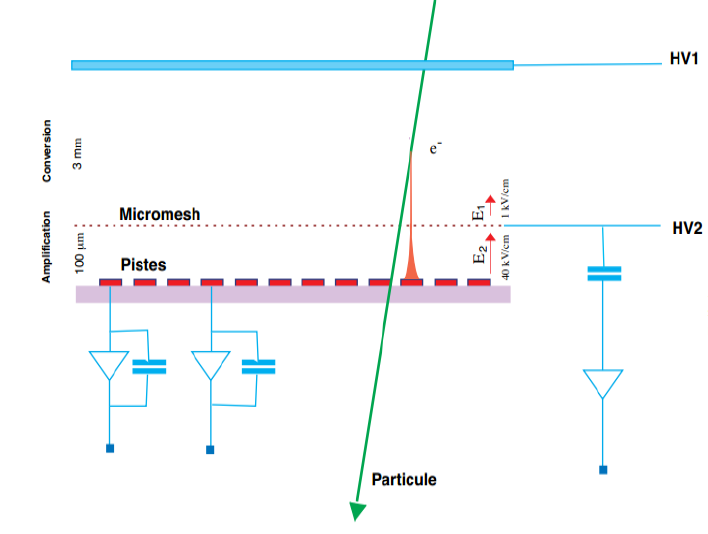 HV1
Conversion
3 mm
e-
Micromesh
E1
1 kV/cm
HV2
Amplification
100 µm
Pistes
E2
40 kV/cm
Particule